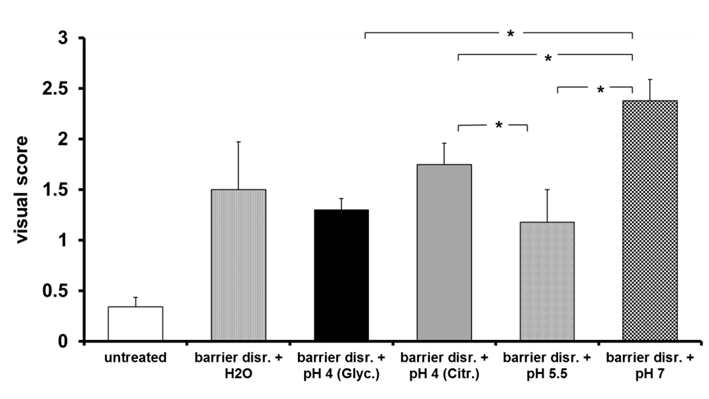 3
2.5
2
1.5
1
0.5
0
visual score
*
*
*
*
untreated
barrier disr. +
H2O
barrier disr. +
pH 4 (Glyc.)
barrier disr. +
pH 4 (Citr.)
barrier disr. +
pH 5.5
barrier disr. +
pH 7